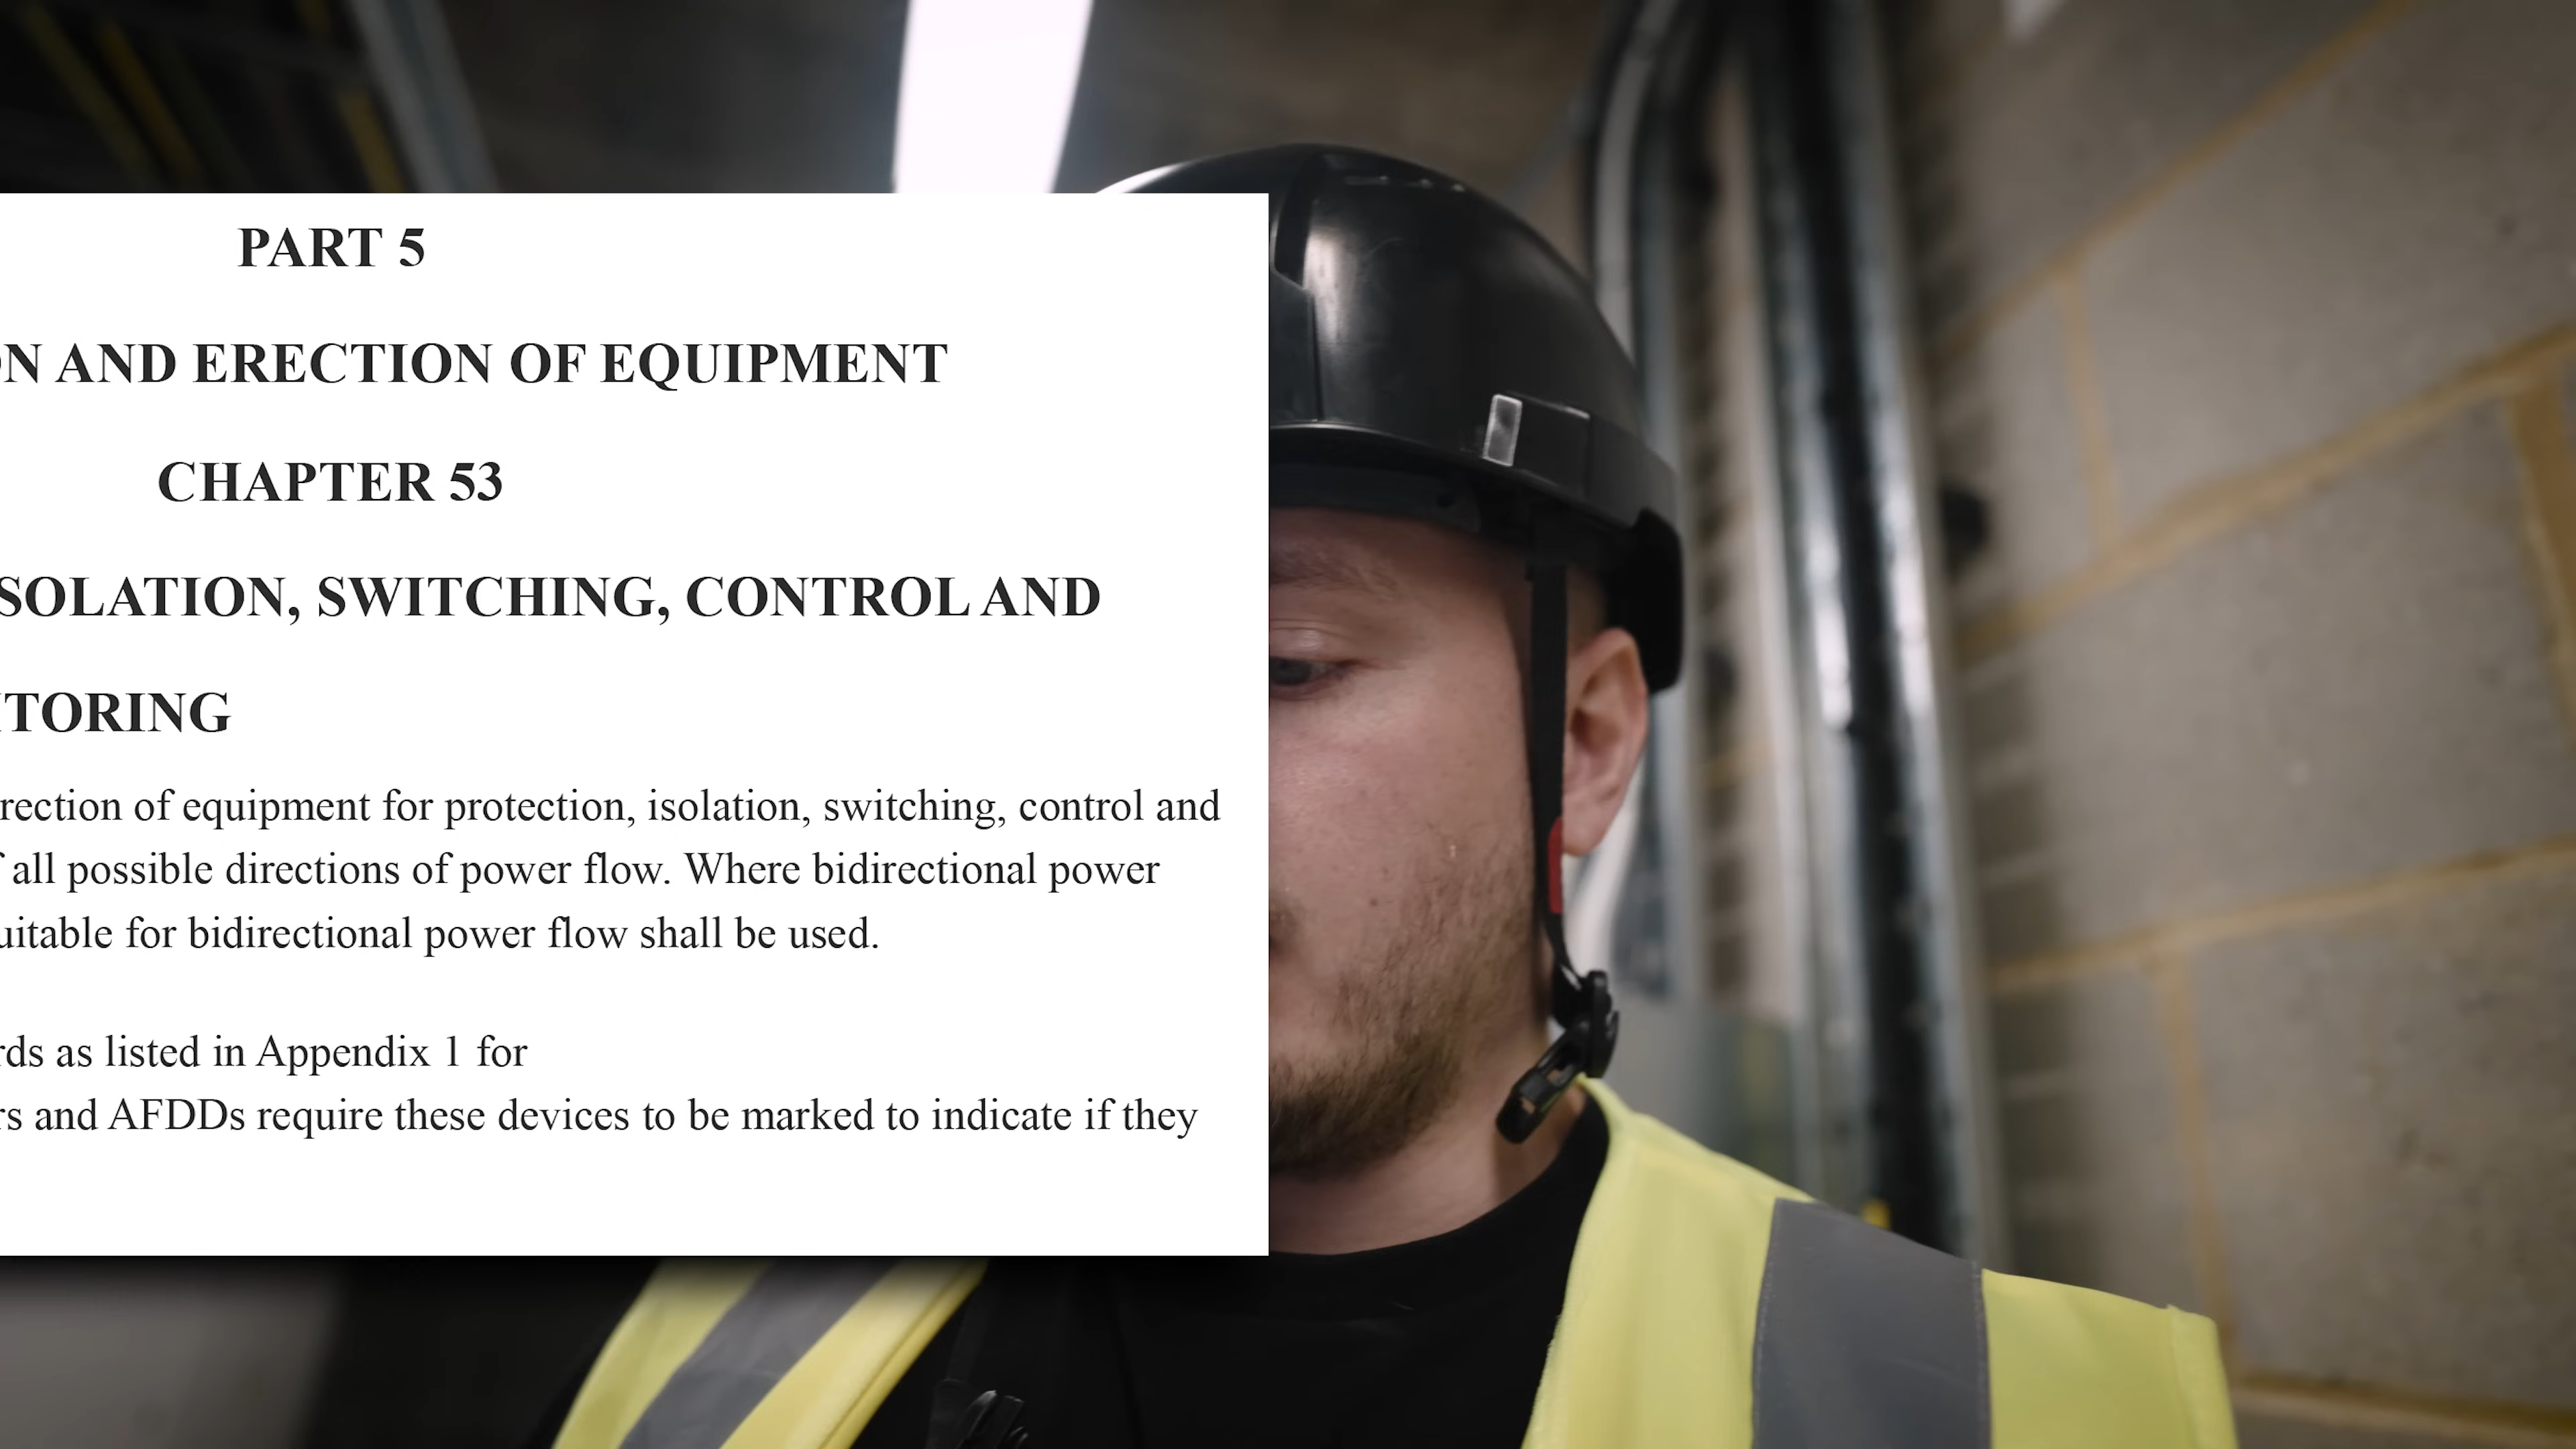 PART 5
AND ERECTION OF EQUIPMENT
CHAPTER 53
SOLATION, SWITCHING, CONTROL AND
TORING
rection of equipment for protection, isolation, switching, control and
all possible directions of power flow. Where bidirectional power
uitable for bidirectional power flow shall be used.
rds as listed in Appendix 1 for
rs and AFDDs require these devices to be marked to indicate if they